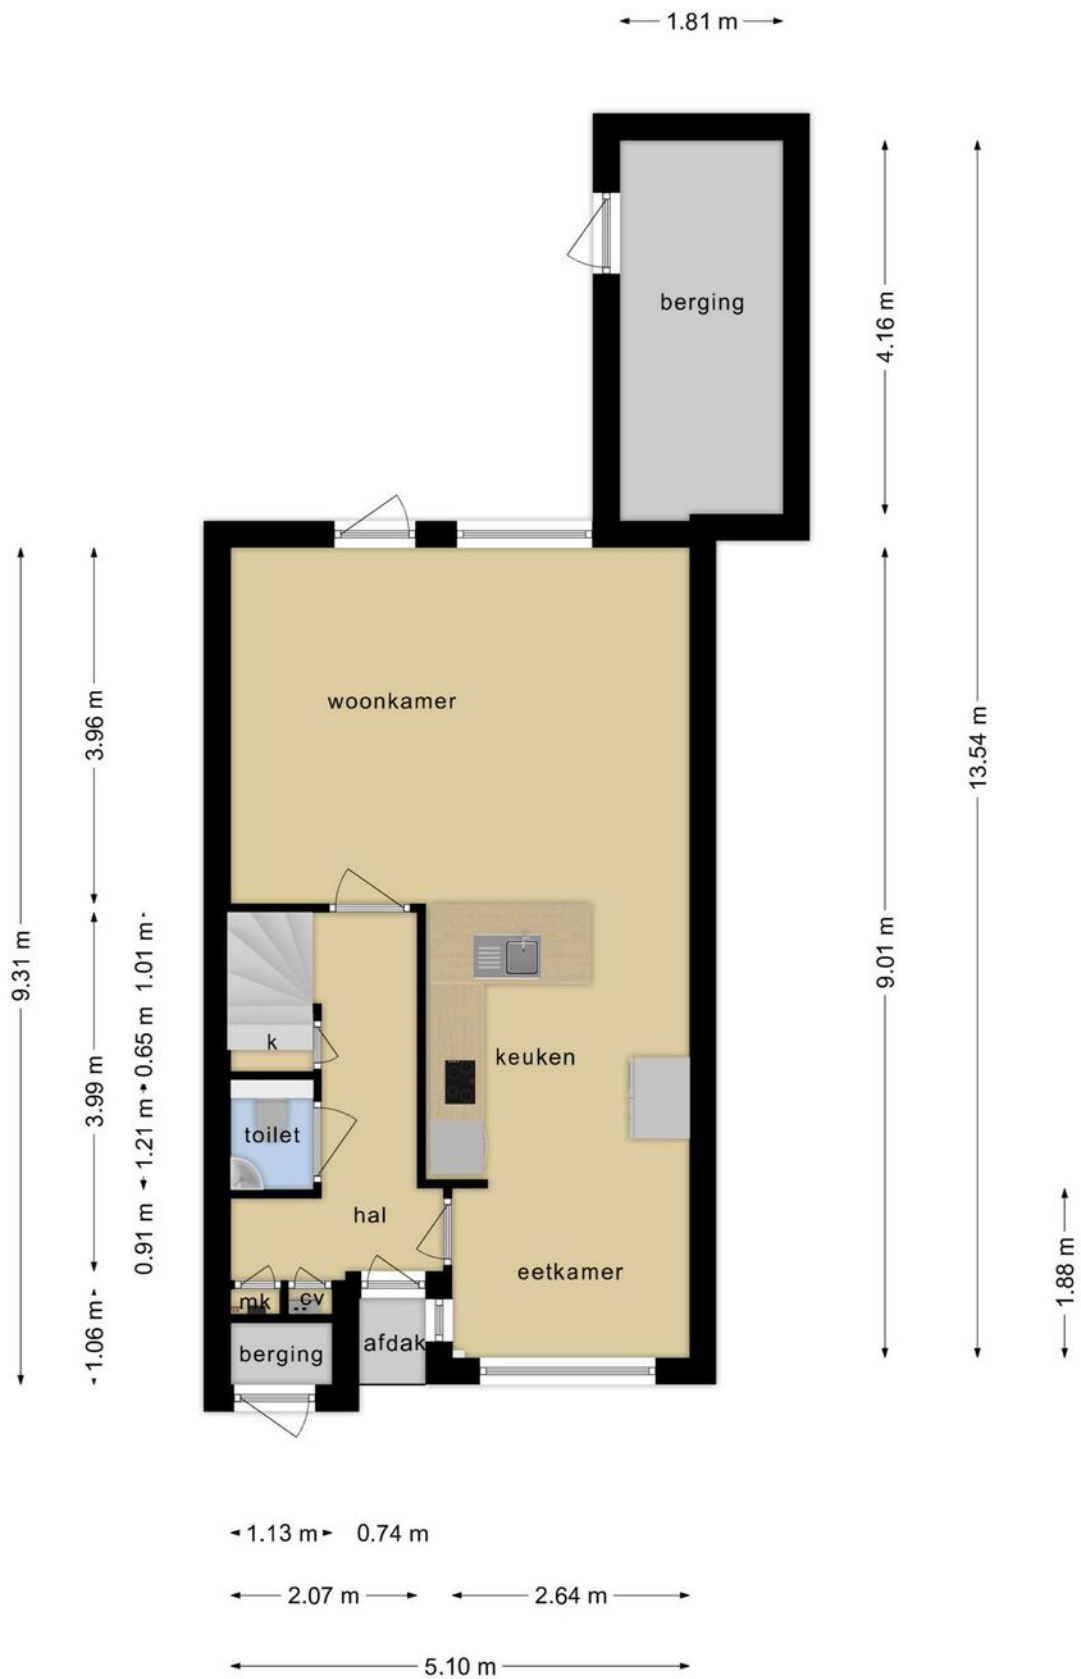 1.81 m
berging
4.16 m
13.54 m
woonkamer
3.96 m
9.31 m
9.01 m
1.01 m
0.65 m
1.21 m
0.91 m
3.99 m
k
keuken
toilet
hal
eetkamer
1.88 m
mk
cv
1.06 m
berging
afdak
1.13 m
0.74 m
2.07 m
2.64 m
5.10 m